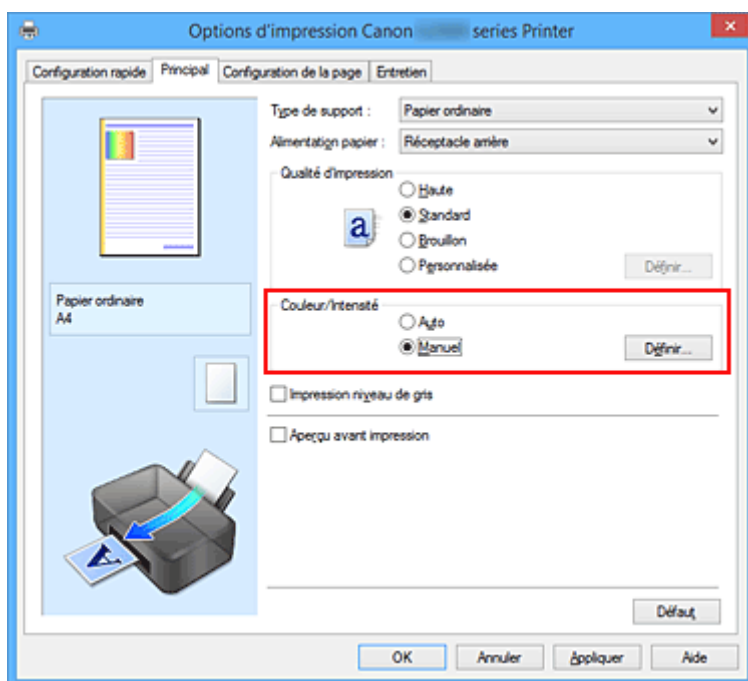 Options d'impression Canon series Printer
Configuration rapide Principal Configuration de la page Entretien
Type de support : Papier ordinaire
Alimentation papier : Réceptacle arrière
Qualité d'impression
a
Haute
Standard
Brouillon
Personnalisée Définir...
Papier ordinaire
A4
Couleur/Intensité
Auto
Manuel Définir...
Impression niveau de gris
Aperçu avant impression
A
Défaut
OK Annuler Appliquer Aide